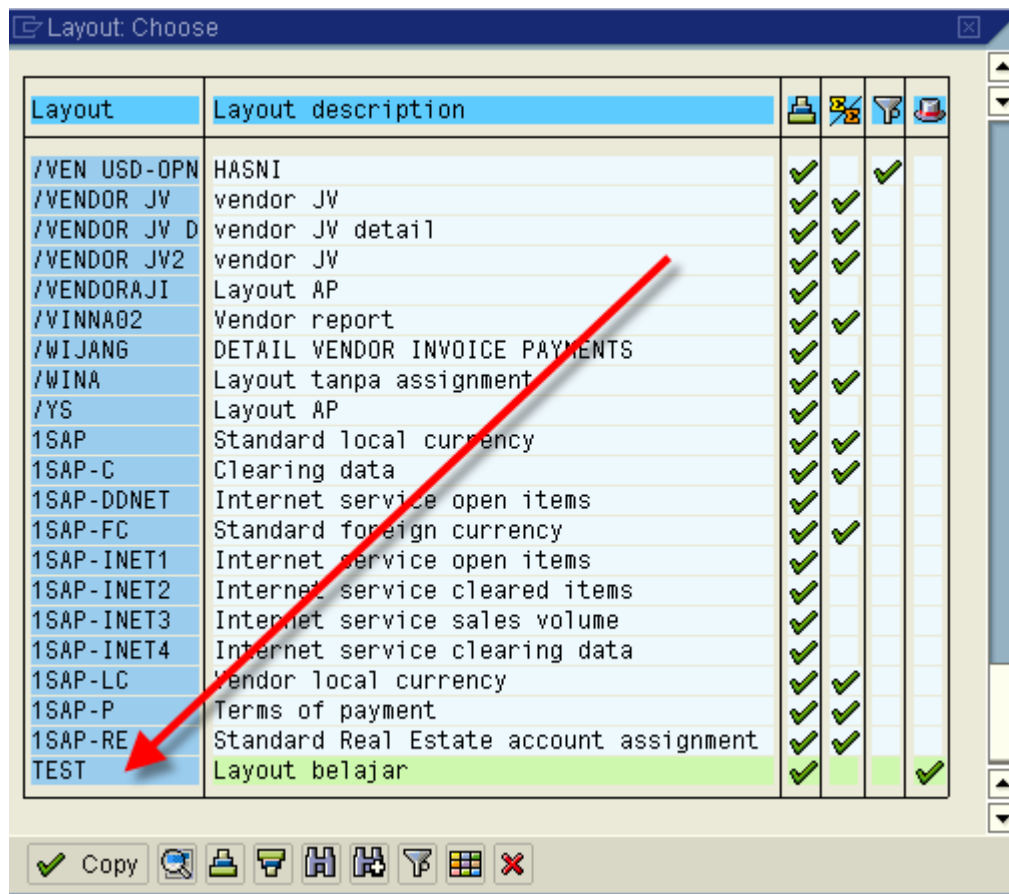 Layout: Choose
Layout Layout description
/VEN USD-OPN HASNI
/VENDOR JV vendor JV
/VENDOR JV D vendor JV detail
/VENDOR JV2 vendor JV
/VENDORAJI Layout AP
/VINNA02 Vendor report
/WIJANG DETAIL VENDOR INVOICE PAYMENTS
/WINA Layout tanpa assignment
/YS Layout AP
1SAP Standard local currency
1SAP-C Clearing data
1SAP-DDNET Internet service open items
1SAP-FC Standard foreign currency
1SAP-INET1 Internet service open items
1SAP-INET2 Internet service cleared items
1SAP-INET3 Internet service sales volume
1SAP-INET4 Internet service clearing data
1SAP-LC Vendor local currency
1SAP-P Terms of payment
1SAP-RE Standard Real Estate account assignment
TEST Layout belajar
Copy